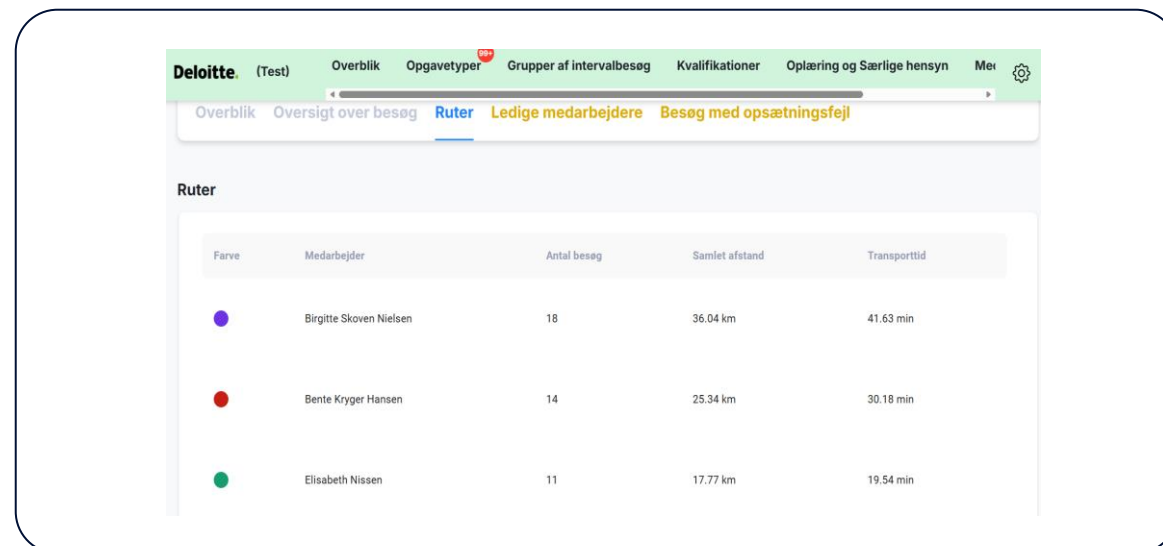 Deloitte. (Test) Overblik Opgavetyper 99+ Grupper af intervalbesøg Kvalifikationer Oplæring og Særlige hensyn
Overblik Oversigt over besøg Ruter Ledige medarbejdere Besøg med opsætningsfejl
Ruter
Farve Medarbejder Antal besøg Samlet afstand Transporttid
Birgitte Skoven Nielsen 18 36.04 km 41.63 min
Bente Kryger Hansen 14 25.34 km 30.18 min
Elisabeth Nissen 11 17.77 km 19.54 min